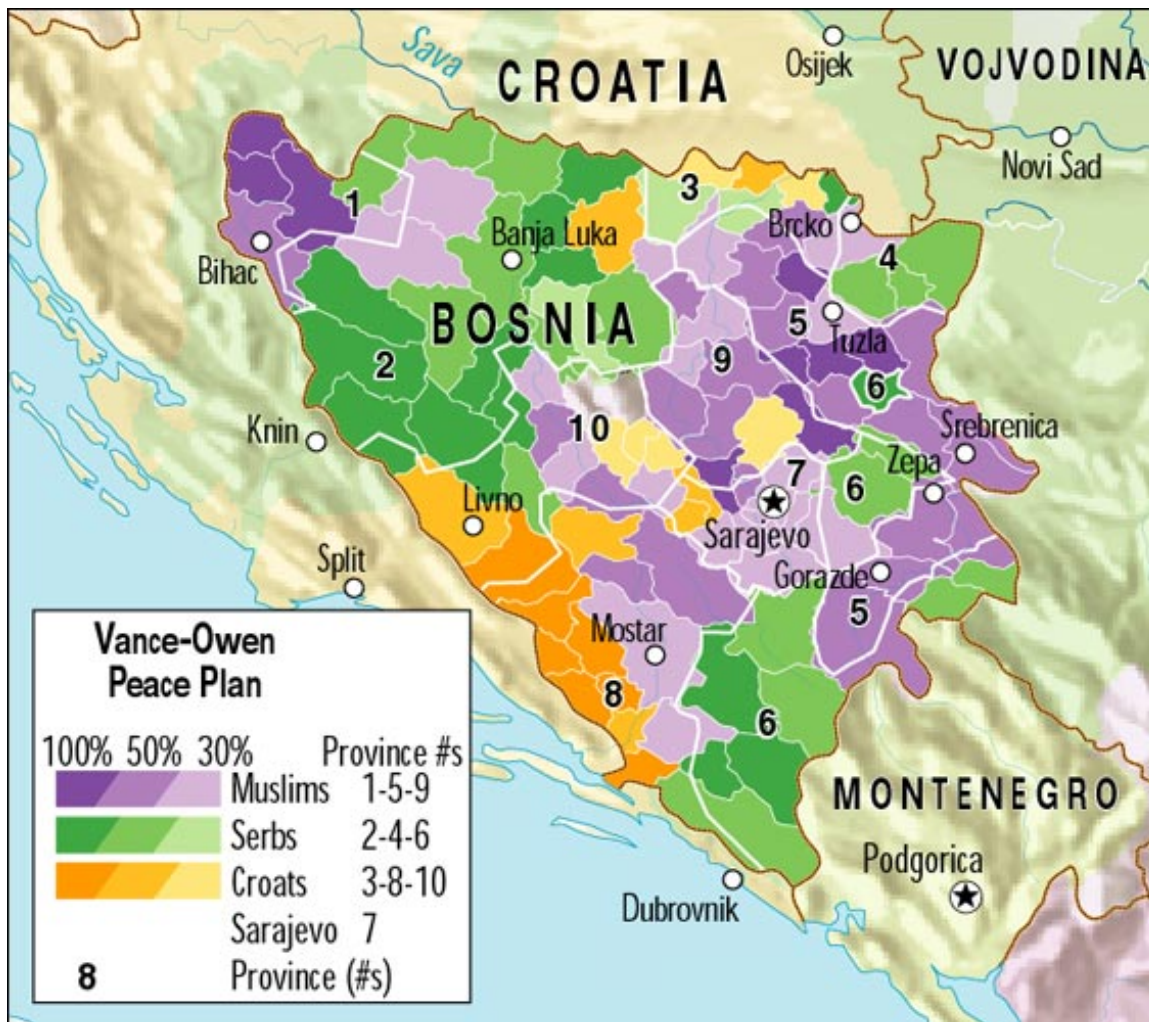 Sava
CROATIA
Osijek
VOJVODINA
Novi Sad
1
3
Brcko
Banja Luka
4
Bihac
BOSNIA
5
Tuzla
2
9
6
10
Srebrenica
Knin
Zepa
7
6
Livno
Sarajevo
Split
Gorazde
5
Mostar
8
6
MONTENEGRO
Podgorica
Dubrovnik
Vance-Owen
Peace Plan
100% 50% 30% Province #s
Muslims 1-5-9
Serbs 2-4-6
Croats 3-8-10
Sarajevo 7
8 Province (#s)